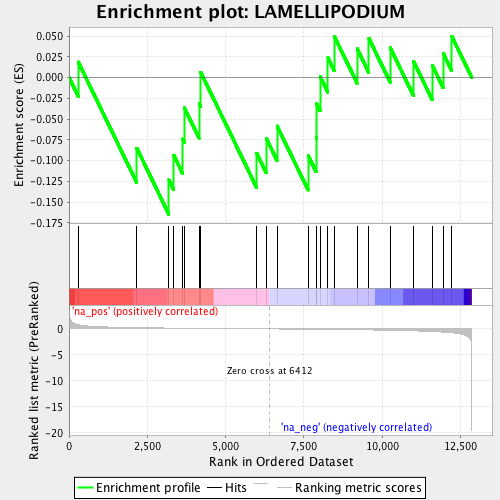 Enrichment plot: LAMELLIPODIUM
Enrichment score (ES)
0.050
0.025
0.000
-0.025
-0.050
-0.075
-0.100
-0.125
-0.150
-0.175
'na_pos' (positively correlated)
Ranked list metric (PreRanked)
0
-5
-10
-15
-20
Zero cross at 6412
'na_neg' (negatively correlated)
0
2,500
5,000
7,500
10,000
12,500
Rank in Ordered Dataset
Enrichment profile
Hits
Ranking metric scores